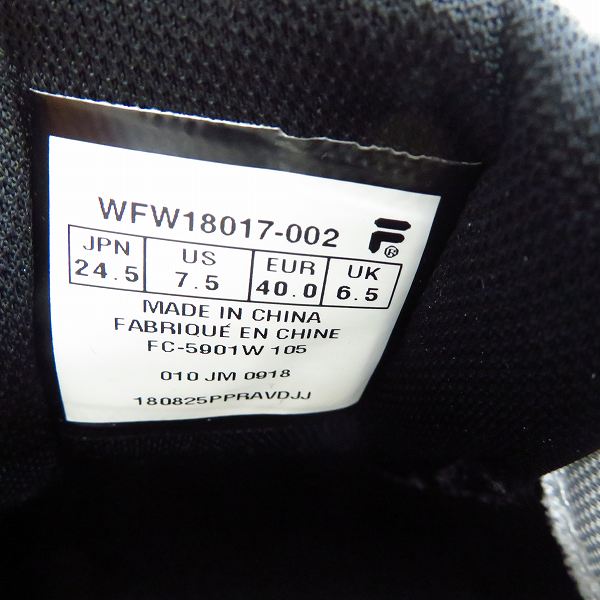 WFW18017-002
F®
JPN US EUR UK
24.5 7.5 40.0 6.5
MADE IN CHINA
FABRIQUÉ EN CHINE
FC-5901W 105
010 JM 0918
180825PPRAVDJJ